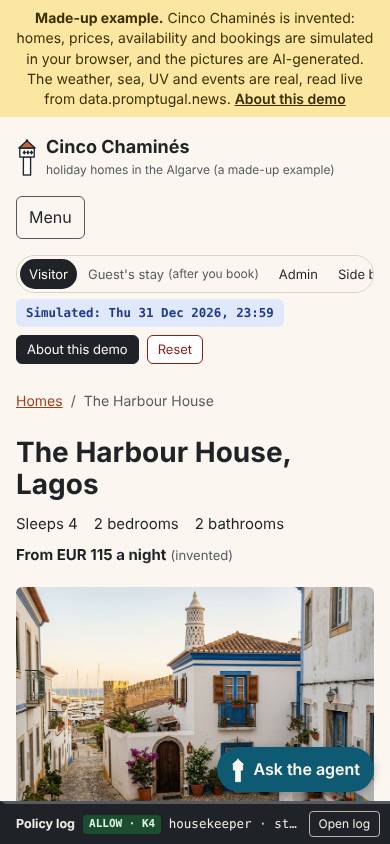 Made-up example. Cinco Chaminés is invented:
homes, prices, availability and bookings are simulated
in your browser, and the pictures are AI-generated.
The weather, sea, UV and events are real, read live
from data.promptugal.news. About this demo
Cinco Chaminés
holiday homes in the Algarve (a made-up example)
Menu
Visitor Guest's stay (after you book) Admin Side b
Simulated: Thu 31 Dec 2026, 23:59
About this demo Reset
Homes / The Harbour House
The Harbour House,
Lagos
Sleeps 4 2 bedrooms 2 bathrooms
From EUR 115 a night (invented)
Ask the agent
Policy log ALLOW · K4 housekeeper · st… Open log